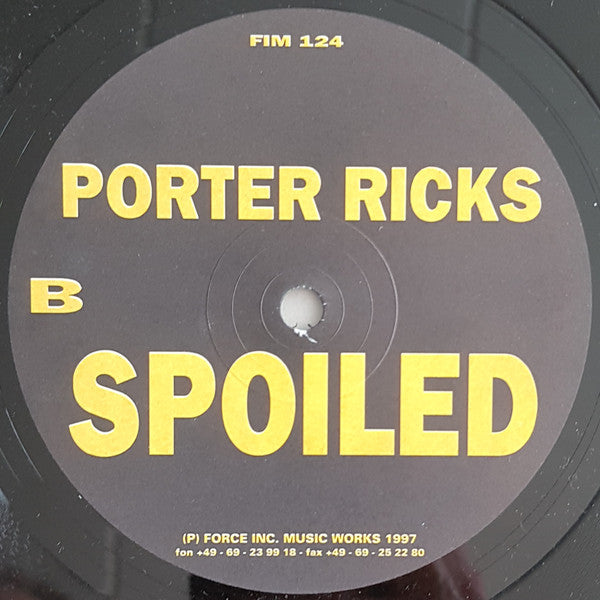 FIM 124
PORTER RICKS
B
SPOILED
(P) FORCE INC. MUSIC WORKS 1997
fon +49 - 69 - 23 99 18 - fax +49 - 69 - 25 22 80